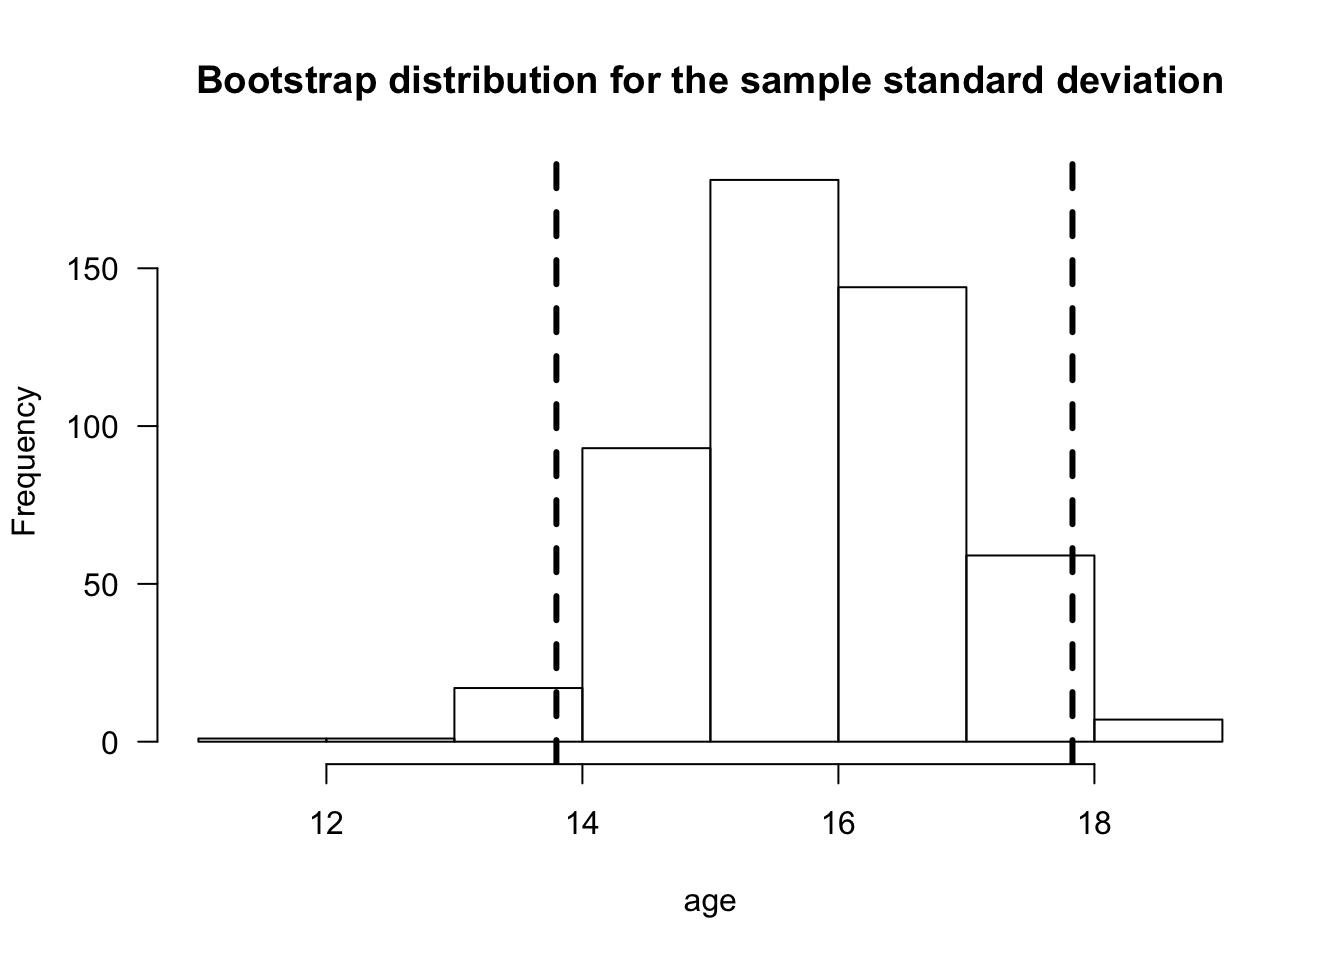 Bootstrap distribution for the sample standard deviation
150
100
50
0
Frequency
12 14 16 18
age